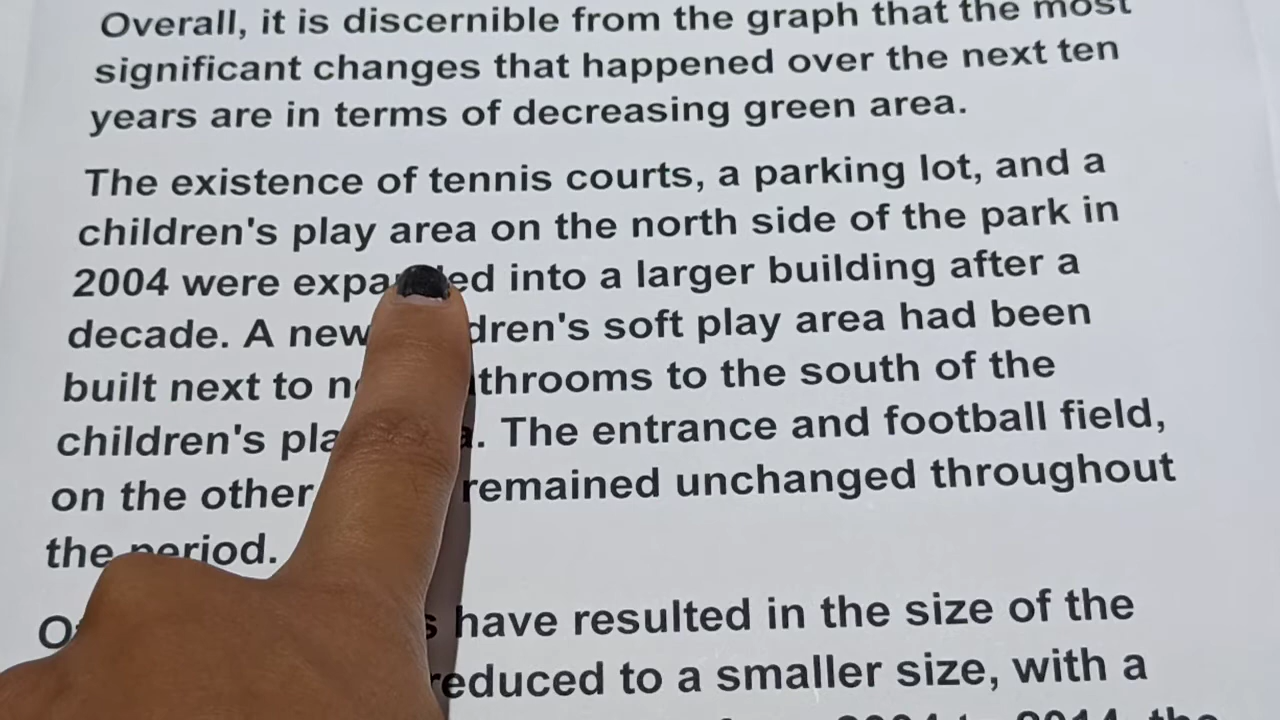 Overall, it is discernible from the graph that the most
significant changes that happened over the next ten
years are in terms of decreasing green area.
The existence of tennis courts, a parking lot, and a
children's play area on the north side of the park in
2004 were expanded into a larger building after a
decade. A new soft play area had been
built next to to the south of the
children's The entrance and football field,
on the other remained unchanged throughout
the period.
have resulted in the size of the
reduced to a smaller size, with a